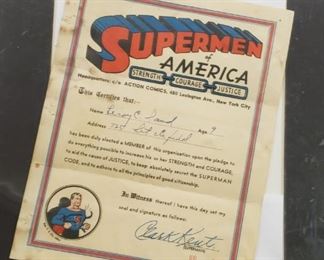 SUPERMEN
of
AMERICA
STRENGTH COURAGE JUSTICE
Headquarters: c/o ACTION COMICS, 480 Lexington Ave., New York City
This Certifies that:-
Name Leroy C. Age 9
Address
has been duly elected a MEMBER of this organization upon the pledge to
do everything possible to increase his or her STRENGTH and COURAGE,
to aid the cause of JUSTICE, to keep absolutely secret the SUPERMAN
CODE, and to adhere to all the principles of good citizenship.
In Witness thereof I have this day set my
seal and signature as follows:
Clark Kent